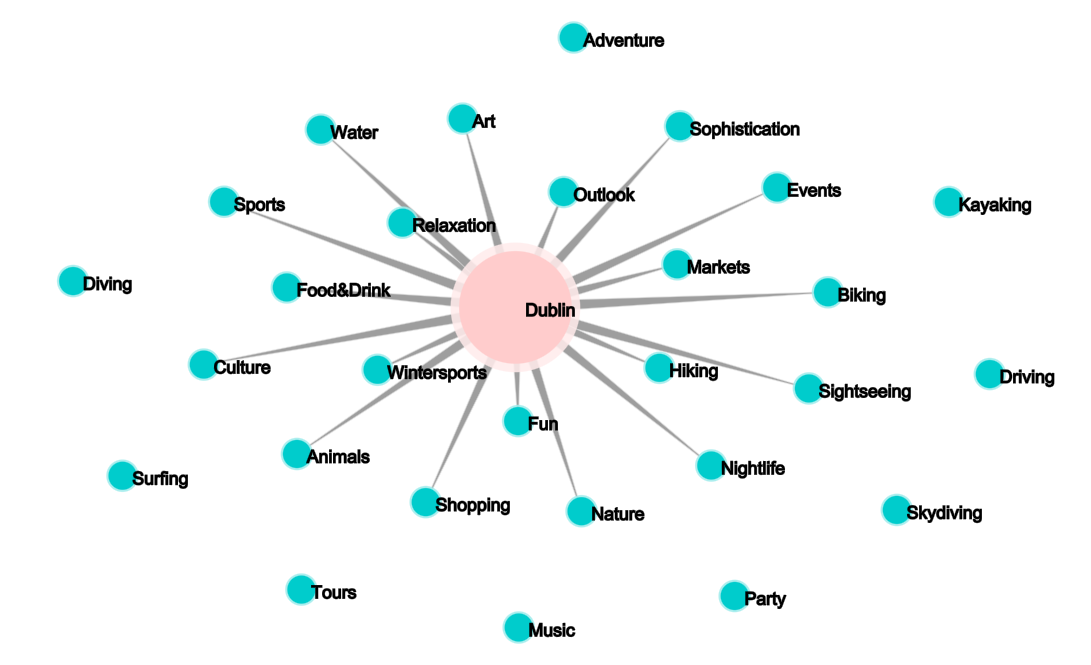 Adventure
Art
Water
Sophistication
Outlook
Events
Sports
Kayaking
Relaxation
Markets
Diving
Food&Drink
Biking
Dublin
Culture
Wintersports
Hiking
Driving
Sightseeing
Fun
Animals
Nightlife
Surfing
Shopping
Nature
Skydiving
Tours
Party
Music